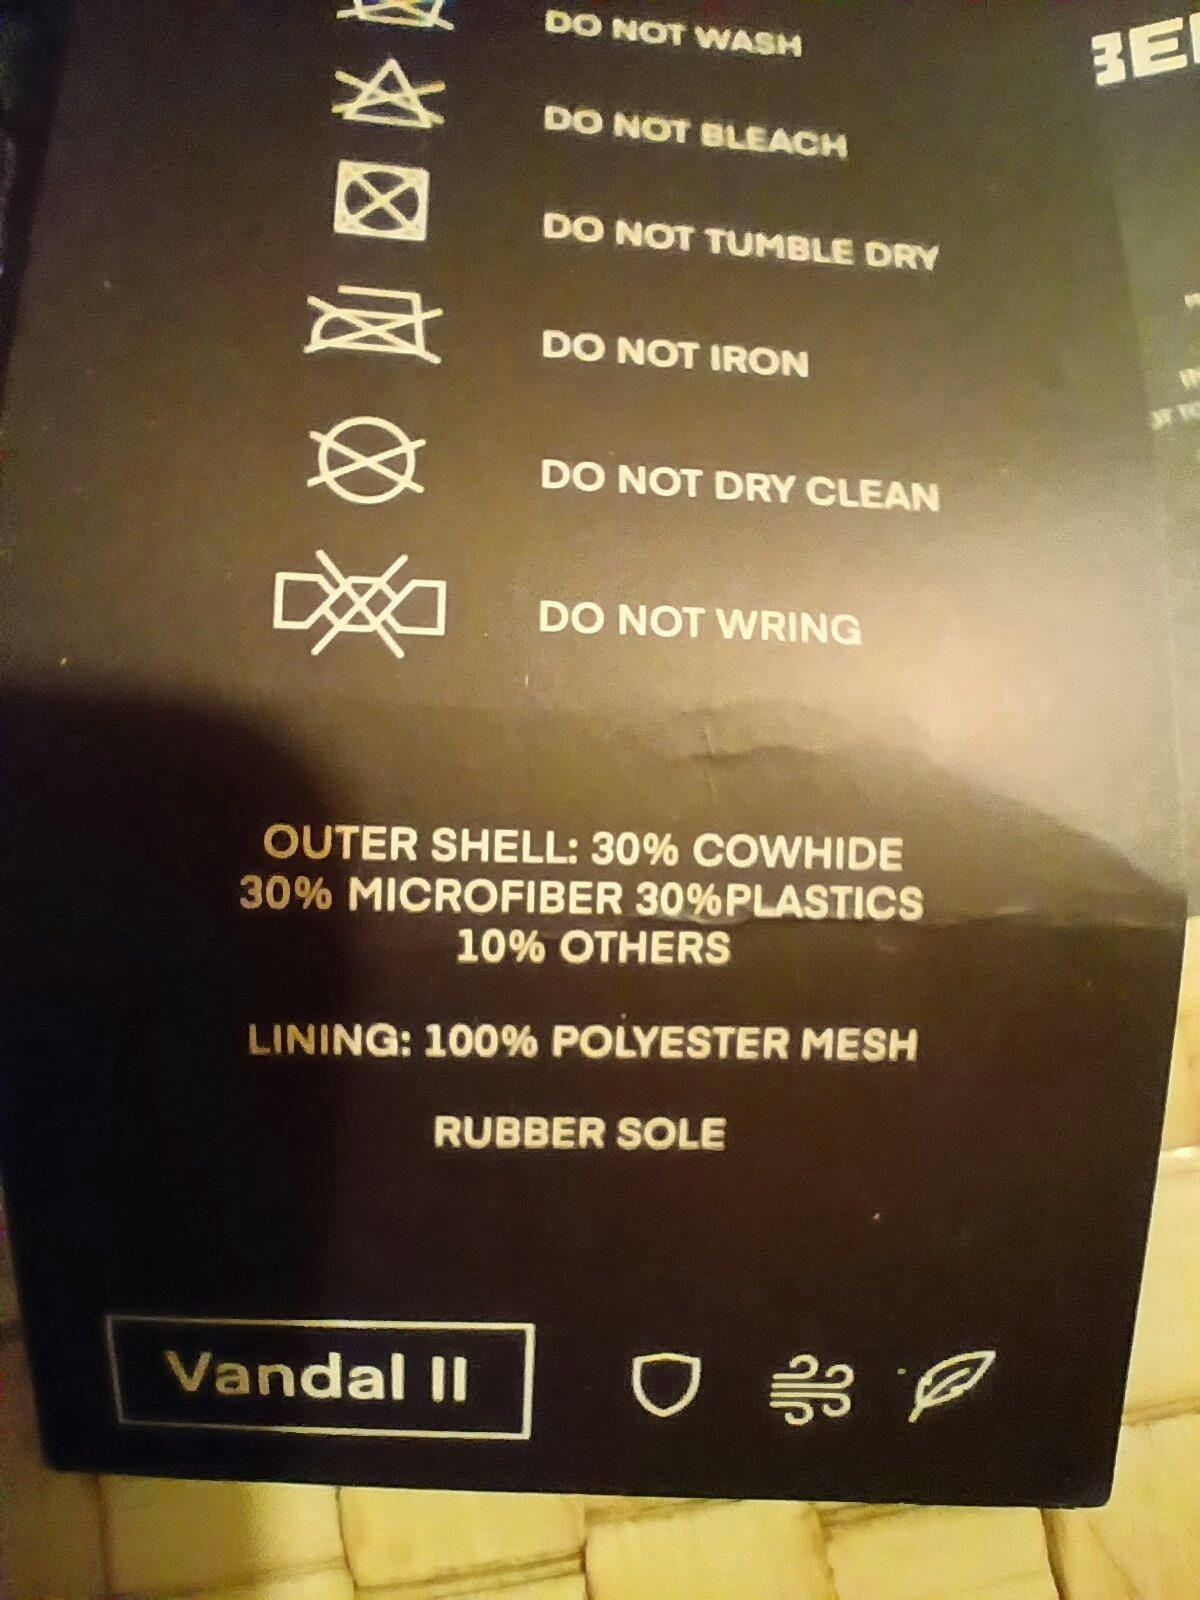 DO NOT WASH
DO NOT BLEACH
DO NOT TUMBLE DRY
DO NOT IRON
DO NOT DRY CLEAN
DO NOT WRING
OUTER SHELL: 30% COWHIDE
30% MICROFIBER 30%PLASTICS
10% OTHERS
LINING: 100% POLYESTER MESH
RUBBER SOLE
Vandal II